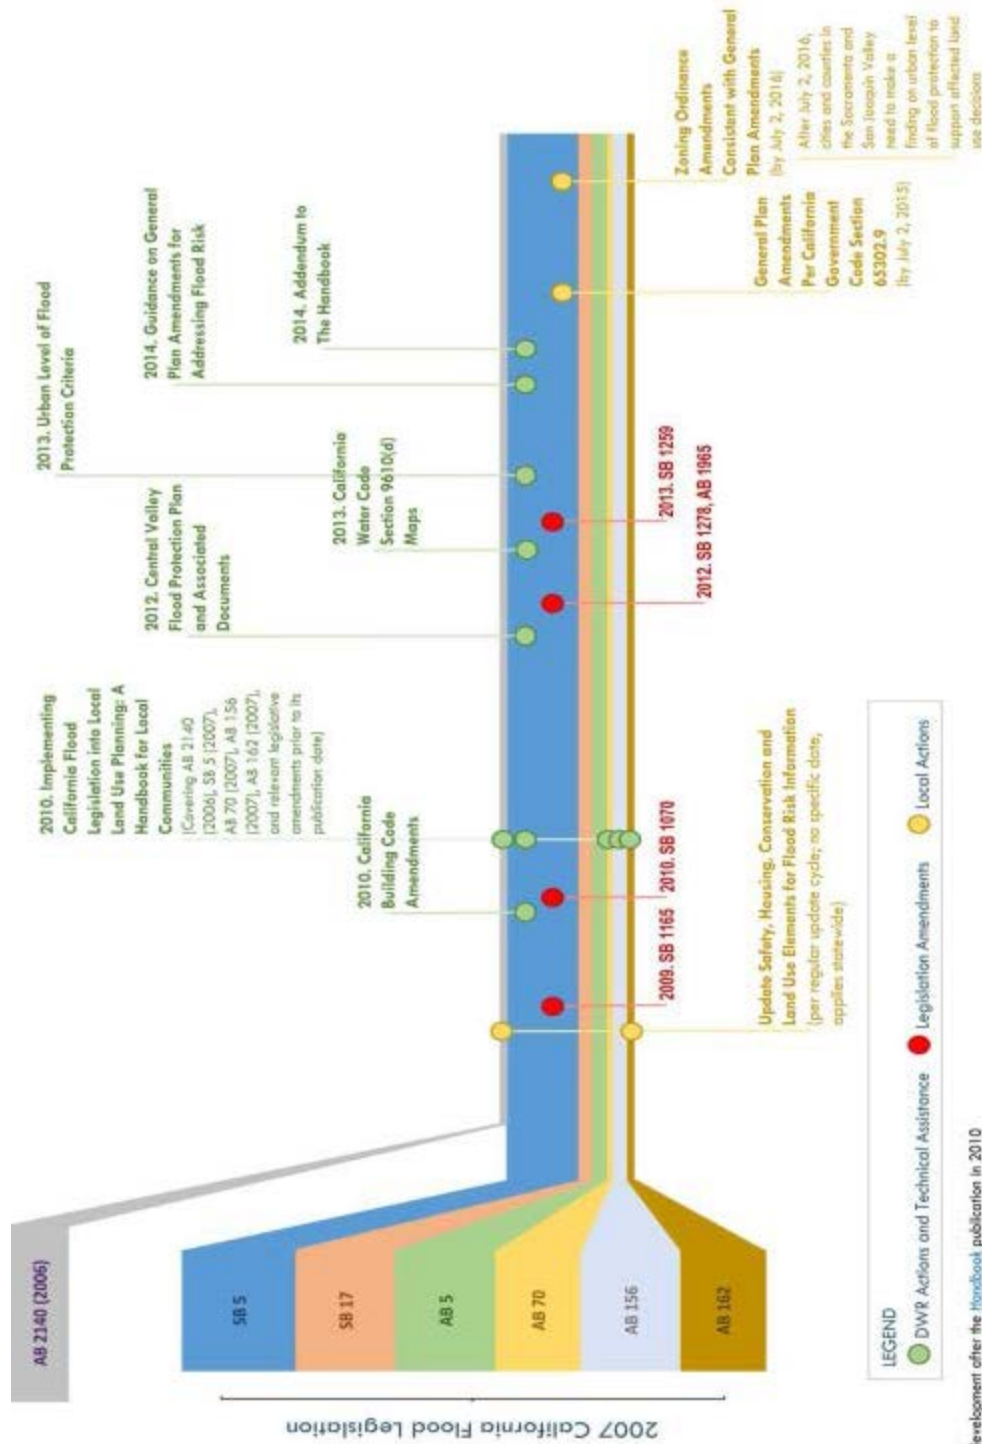 AB 2140 (2006)
2007 California Flood Legislation
SB 5
SB 17
AB 5
AB 70
AB 156
AB 162
2010. Implementing
California Flood
Legislation into Local
Land Use Planning: A
Handbook for Local
Communities
(Covering AB 2140
(2006), SB 5 (2007),
AB 70 (2007), AB 156
(2007), AB 162 (2007),
and relevant legislative
amendments prior to its
publication date)
2010. California
Building Code
Amendments
2012. Central Valley
Flood Protection Plan
and Associated
Documents
2013. California
Water Code
Section 9610(d)
Maps
2013. Urban Level of Flood
Protection Criteria
2014. Guidance on General
Plan Amendments for
Addressing Flood Risk
2014. Addendum to
The Handbook
2009. SB 1165
2010. SB 1070
2012. SB 1278, AB 1965
2013. SB 1259
Update Safety, Housing, Conservation and
Land Use Elements for Flood Risk Information
(per regular update cycle; no specific date,
applies statewide)
General Plan
Amendments
Per California
Government
Code Section
65302.9
(by July 2, 2015)
Zoning Ordinance
Amendments
Consistent with General
Plan Amendments
(by July 2, 2016)
After July 2, 2016,
cities and counties in
the Sacramento and
San Joaquin Valley
need to make a
finding on urban level
of flood protection to
support affected land
use decisions
LEGEND
DWR Actions and Technical Assistance
Legislation Amendments
Local Actions
evelopment after the Handbook publication in 2010